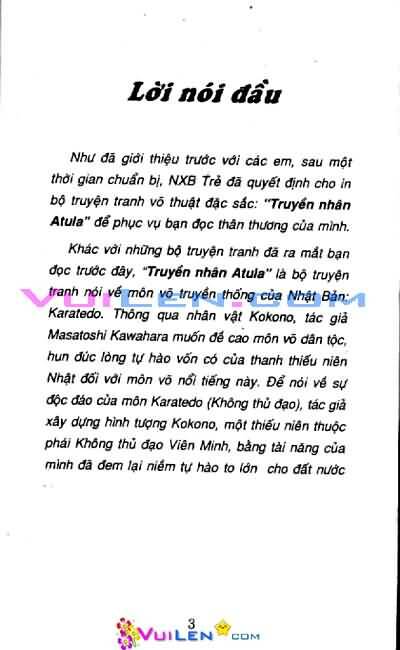 Lời nói đầu
Như đã giới thiệu trước với các em, sau một
thời gian chuẩn bị, NXB Trẻ đã quyết định cho in
bộ truyện tranh võ thuật đặc sắc: "Truyền nhân
Atula" để phục vụ bạn đọc thân thương của mình.
Khác với những bộ truyện tranh đã ra mắt bạn
đọc trước đây, "Truyền nhân Atula" là bộ truyện
tranh nói về môn võ truyền thống của Nhật Bản:
VUILEN.COM
Karatedo. Thông qua nhân vật Kokono, tác giả
Masatoshi Kawahara muốn đề cao môn võ dân tộc,
hun đúc lòng tự hào vốn có của thanh thiếu niên
Nhật đối với môn võ nổi tiếng này. Để nói về sự
độc đáo của môn Karatedo (Không thủ đạo), tác giả
xây dựng hình tượng Kokono, một thiếu niên thuộc
phái Không thủ đạo Viên Minh, bằng tài năng của
mình đã đem lại niềm tự hào to lớn cho đất nước
3
VUILEN.COM